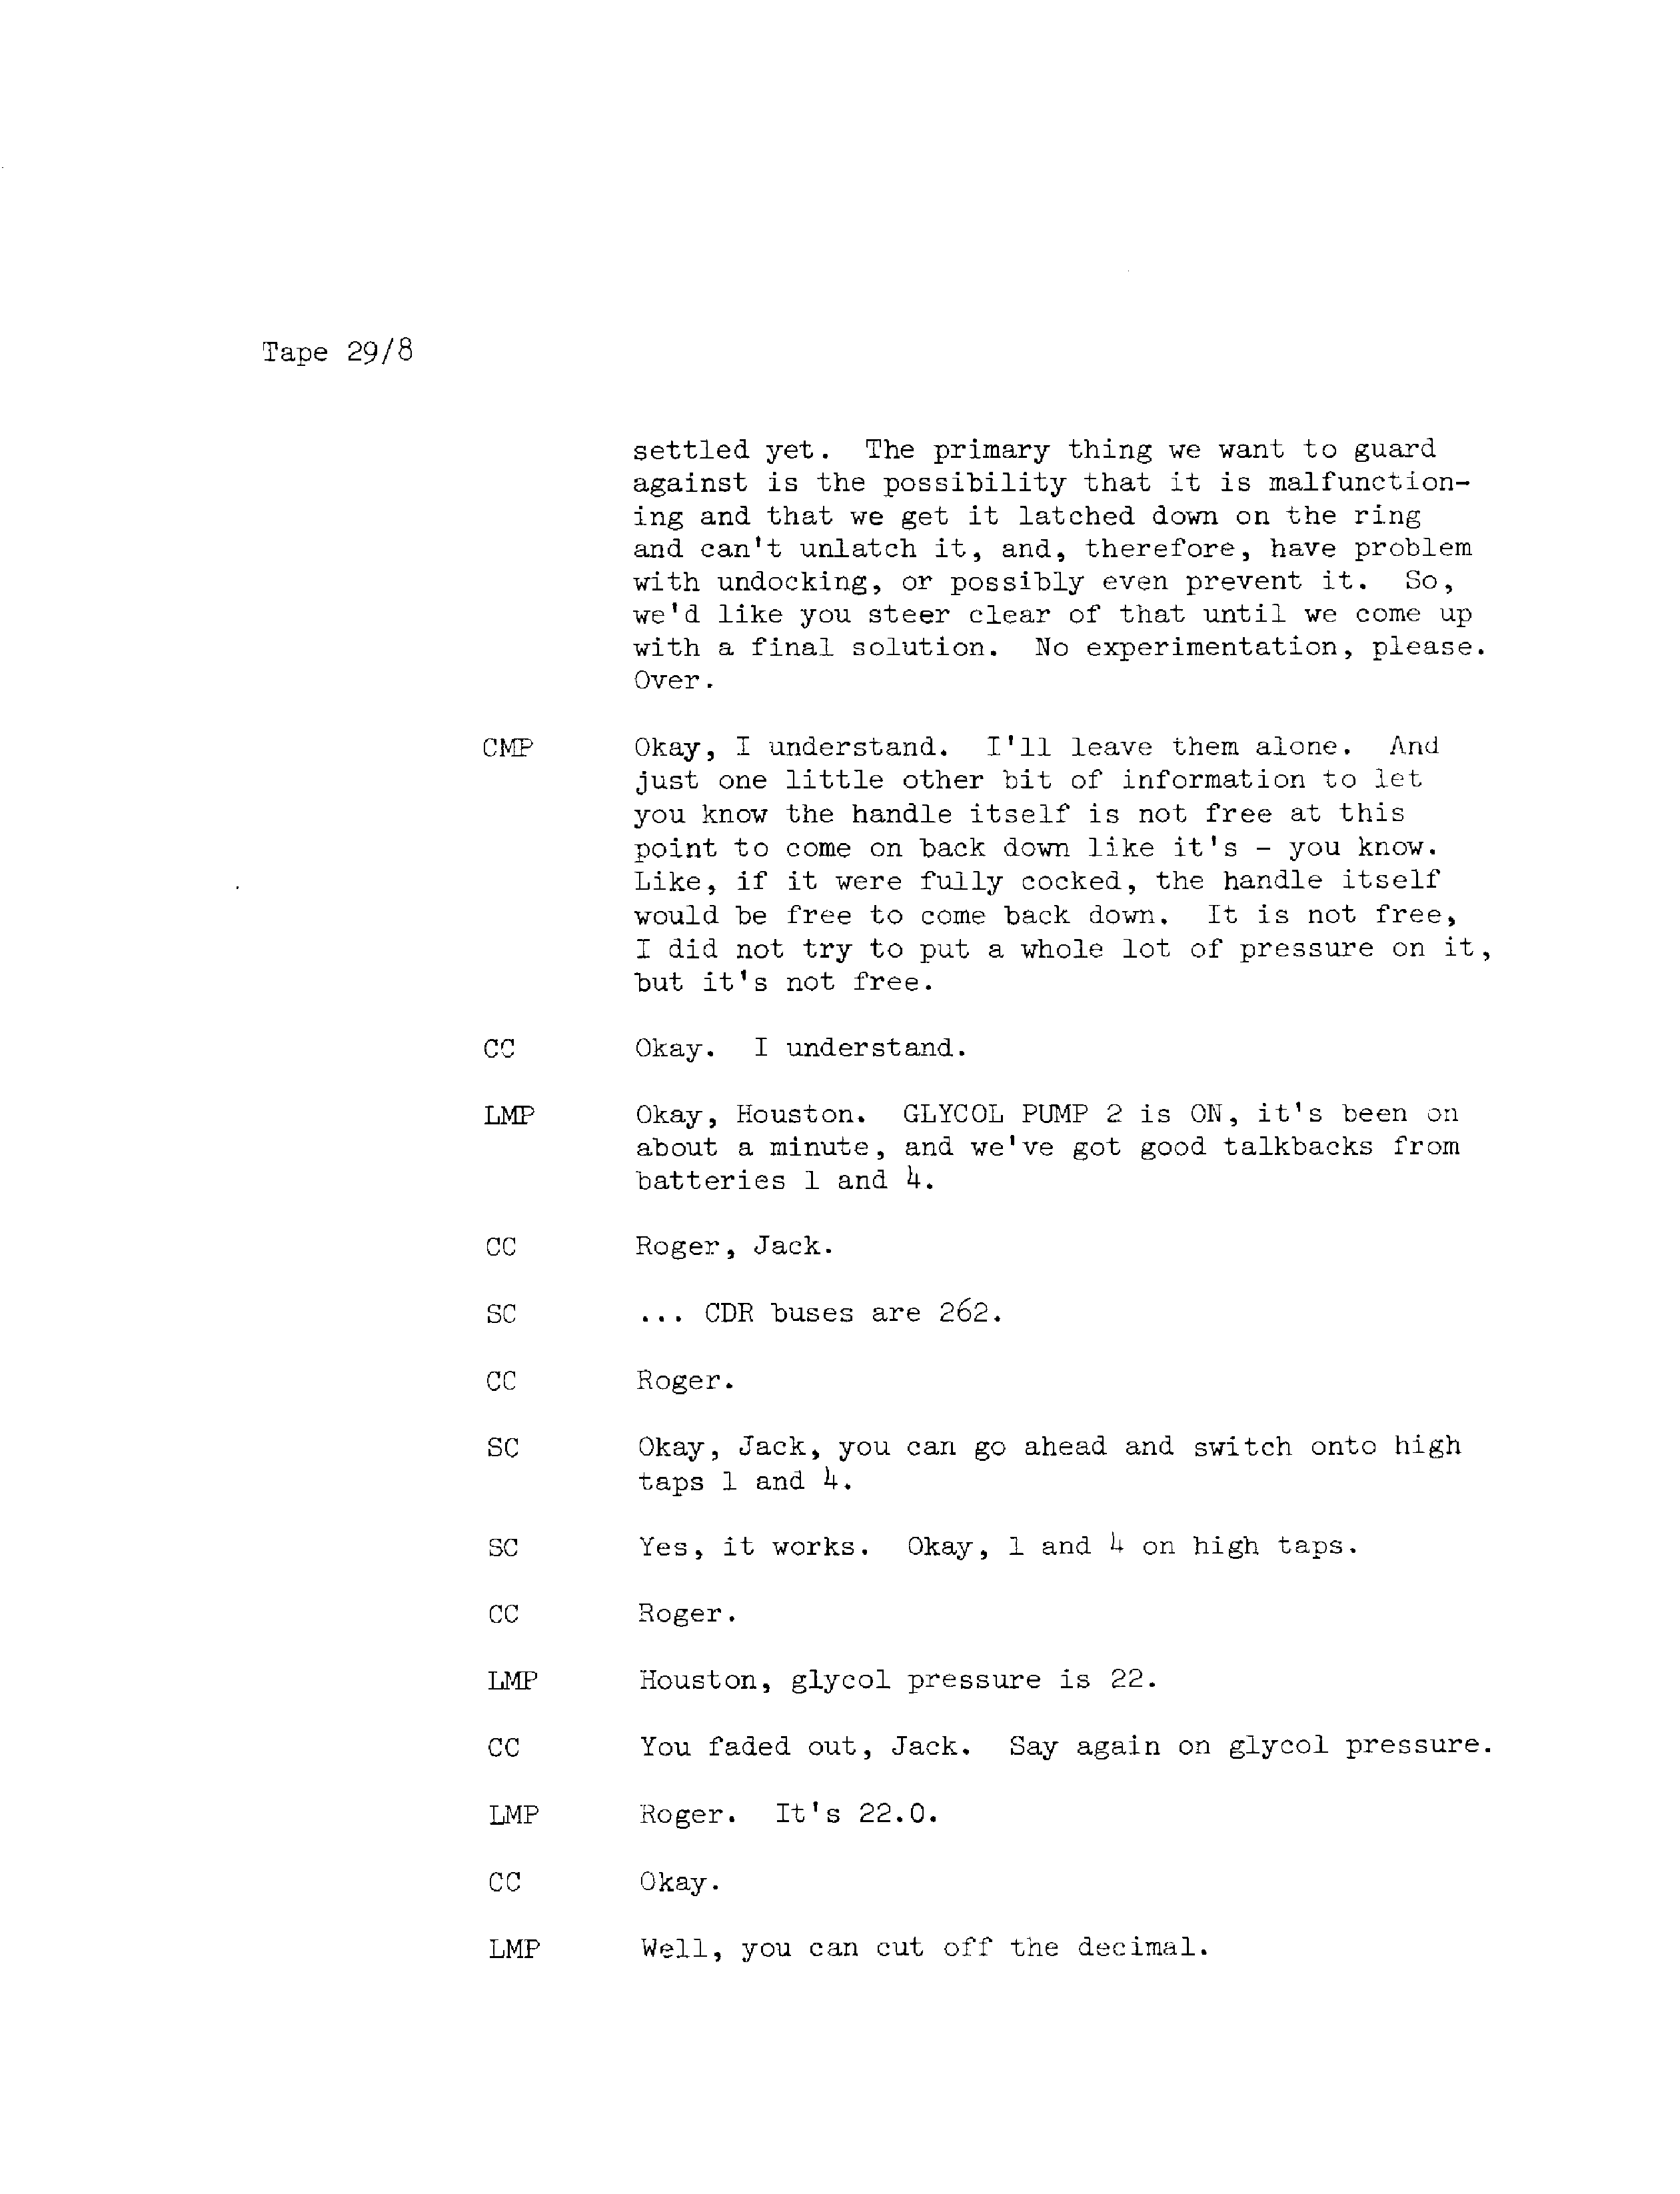 Tape 29/8
settled yet. The primary thing we want to guard
against is the possibility that it is malfunction-
ing and that we get it latched down on the ring
and can't unlatch it, and, therefore, have problem
with undocking, or possibly even prevent it. So,
we'd like you steer clear of that until we come up
with a final solution. No experimentation, please.
Over.
CMP Okay, I understand. I'll leave them alone. And
just one little other bit of information to let
you know the handle itself is not free at this
point to come on back down like it's - you know.
Like, if it were fully cocked, the handle itself
would be free to come back down. It is not free,
I did not try to put a whole lot of pressure on it,
but it's not free.
CC Okay. I understand.
LMP Okay, Houston. GLYCOL PUMP 2 is ON, it's been on
about a minute, and we've got good talkbacks from
batteries 1 and 4.
CC Roger, Jack.
SC ... CDR buses are 262.
CC Roger.
SC Okay, Jack, you can go ahead and switch onto high
taps 1 and 4.
SC Yes, it works. Okay, 1 and 4 on high taps.
CC Roger.
LMP Houston, glycol pressure is 22.
CC You faded out, Jack. Say again on glycol pressure.
LMP Roger. It's 22.0.
CC Okay.
LMP Well, you can cut off the decimal.